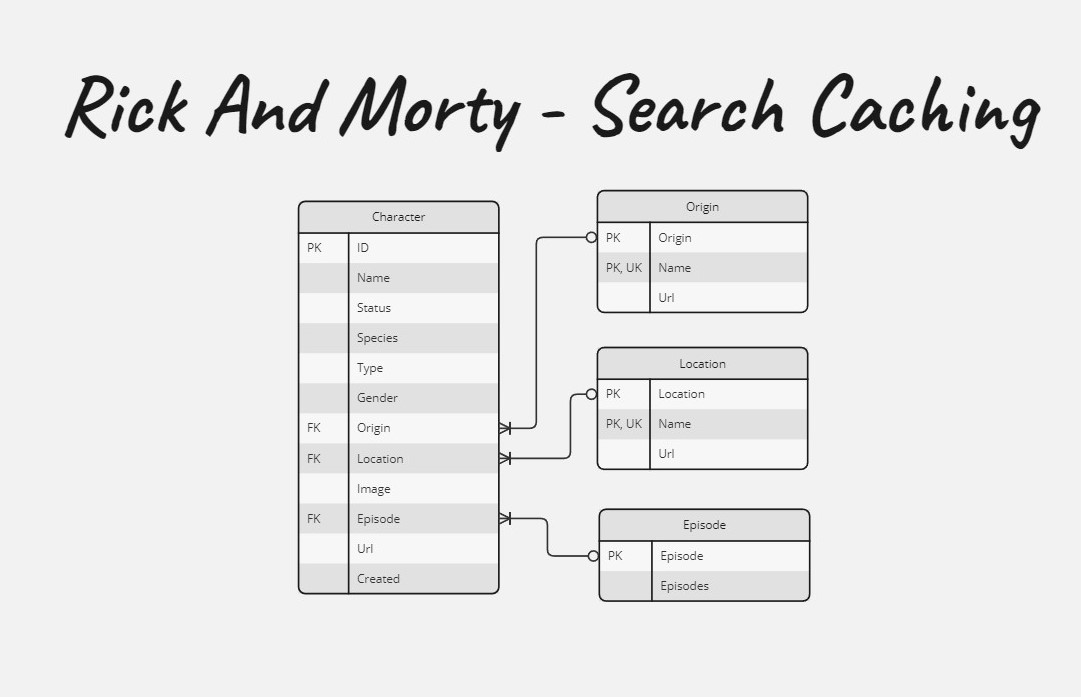 Rick And Morty - Search Caching
Character
PK ID
Name
Status
Species
Type
Gender
FK Origin
FK Location
Image
FK Episode
Url
Created
Origin
PK Origin
PK, UK Name
Url
Location
PK Location
PK, UK Name
Url
Episode
PK Episode
Episodes